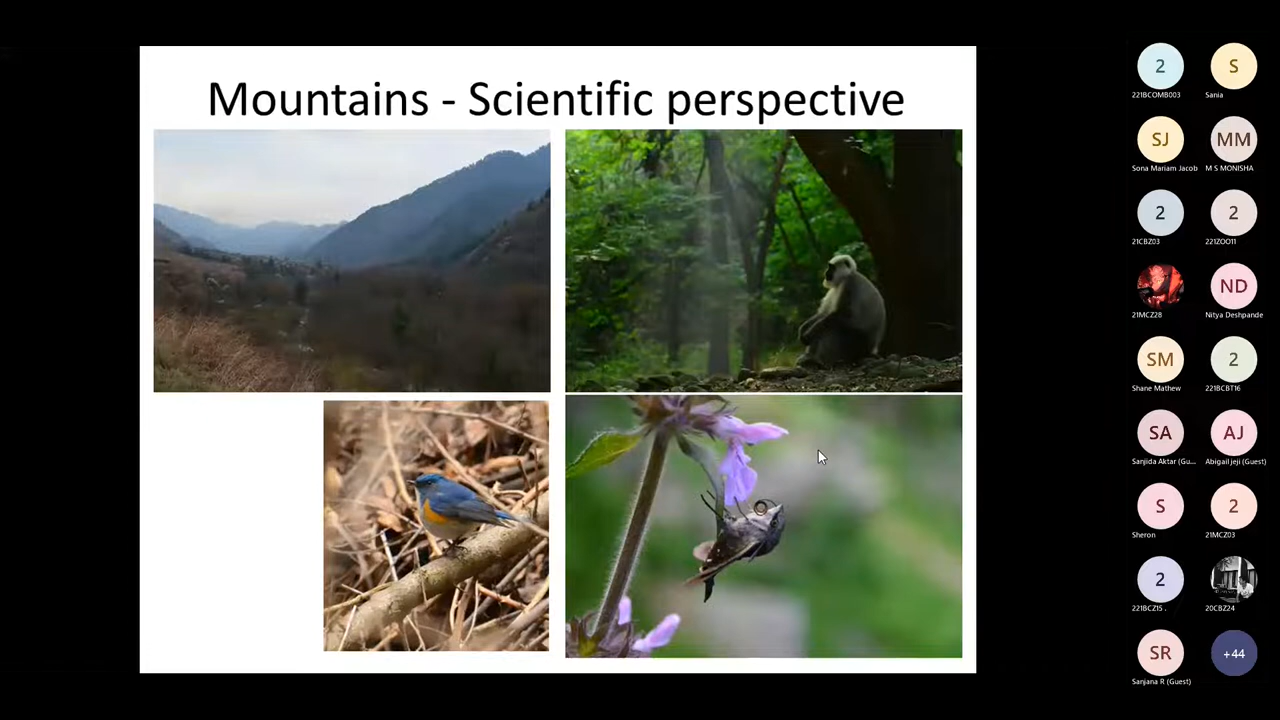 Mountains - Scientific perspective
2
S
221BCOMB003
Sania
SJ
MM
Sona Mariam Jacob
M S MONISHA
2
2
21CBZ03
221ZOO11
ND
21MCZ28
Nitya Deshpande
SM
2
Shane Mathew
221BCBT16
SA
AJ
Sanjida Aktar (Gu...
Abigail jeji (Guest)
S
2
Sheron
21MCZ03
2
221BCZ15 .
20CBZ24
SR
+44
Sanjana R (Guest)